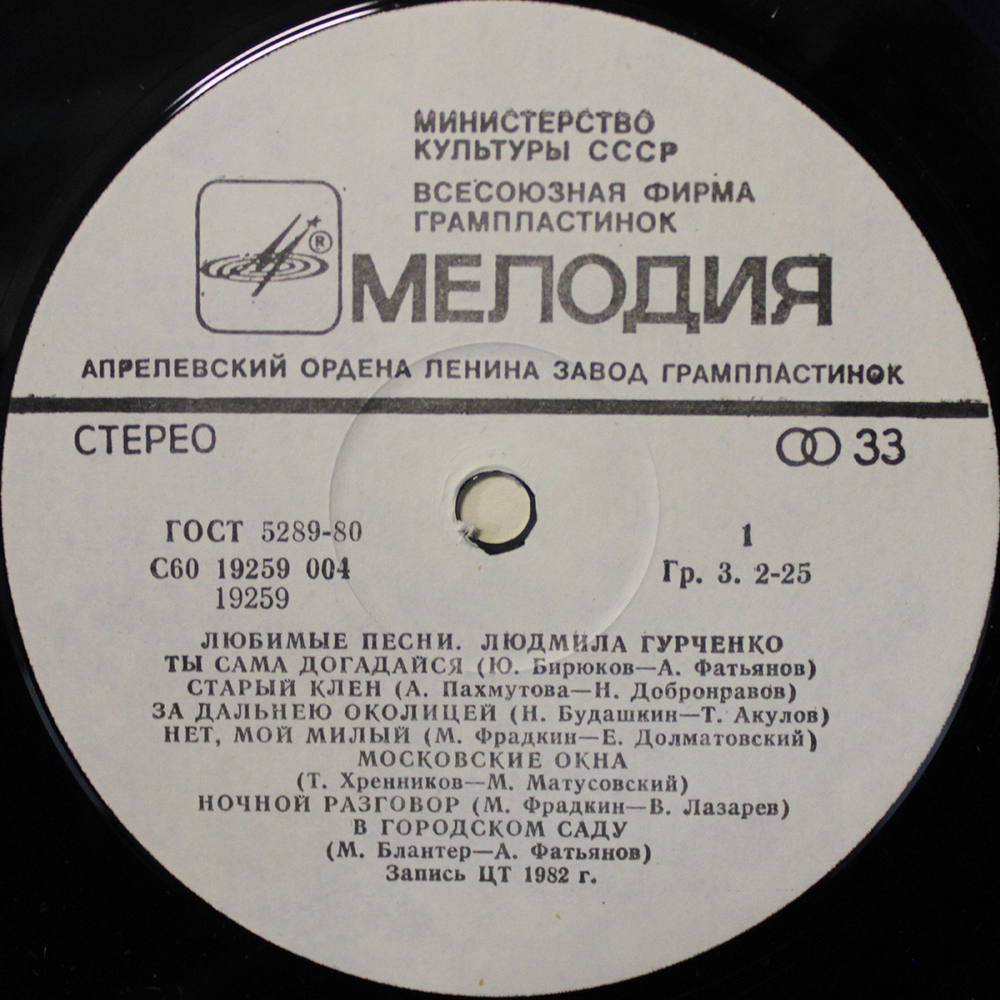 МИНИСТЕРСТВО
КУЛЬТУРЫ СССР
ВСЕСОЮЗНАЯ ФИРМА
ГРАМПЛАСТИНОК
®
МЕЛОДИЯ
АПРЕЛЕВСКИЙ ОРДЕНА ЛЕНИНА ЗАВОД ГРАМПЛАСТИНОК
СТЕРЕО
33
ГОСТ 5289-80
С60 19259 004
19259
1
Гр. 3. 2-25
ЛЮБИМЫЕ ПЕСНИ. ЛЮДМИЛА ГУРЧЕНКО
ТЫ САМА ДОГАДАЙСЯ (Ю. Бирюков—А. Фатьянов)
СТАРЫЙ КЛЕН (А. Пахмутова—Н. Добронравов)
ЗА ДАЛЬНЕЮ ОКОЛИЦЕЙ (Н. Будашкин—Т. Акулов)
НЕТ, МОЙ МИЛЫЙ (М. Фрадкин—Е. Долматовский)
МОСКОВСКИЕ ОКНА
(Т. Хренников—М. Матусовский)
НОЧНОЙ РАЗГОВОР (М. Фрадкин—В. Лазарев)
В ГОРОДСКОМ САДУ
(М. Блантер—А. Фатьянов)
Запись ЦТ 1982 г.